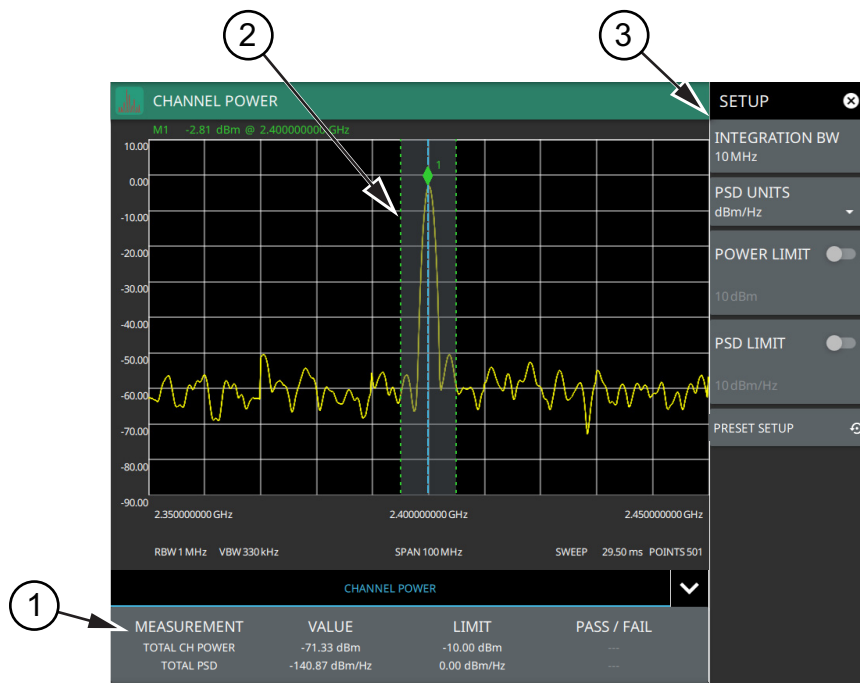 2
3
CHANNEL POWER
SETUP
M1 -2.81 dBm @ 2.400000000 GHz
INTEGRATION BW
10 MHz
PSD UNITS
dBm/Hz
POWER LIMIT
10 dBm
PSD LIMIT
10 dBm/Hz
PRESET SETUP
1
10.00
0.00
-10.00
-20.00
-30.00
-40.00
-50.00
-60.00
-70.00
-80.00
-90.00
2.350000000 GHz 2.400000000 GHz 2.450000000 GHz
RBW 1 MHz VBW 330 kHz SPAN 100 MHz SWEEP 29.50 ms POINTS 501
CHANNEL POWER
1
MEASUREMENT VALUE LIMIT PASS / FAIL
TOTAL CH POWER -71.33 dBm -10.00 dBm ---
TOTAL PSD -140.87 dBm/Hz 0.00 dBm/Hz ---